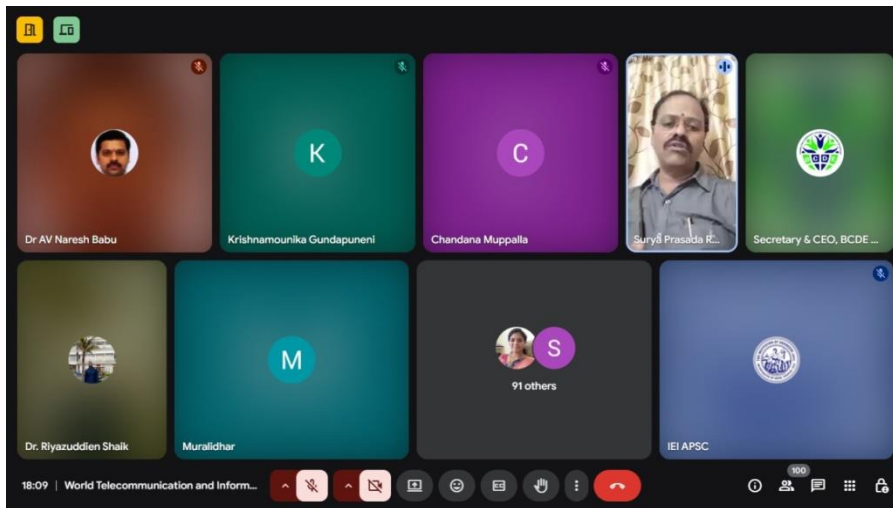 K
C
Dr AV Naresh Babu
Krishnamounika Gundapuneni
Chandana Muppalla
Surya Prasada R...
Secretary & CEO, BCDE ...
M
S
91 others
Dr. Riyazuddien Shaik
Muralidhar
IEI APSC
18:09 | World Telecommunication and Inform...
CC
100